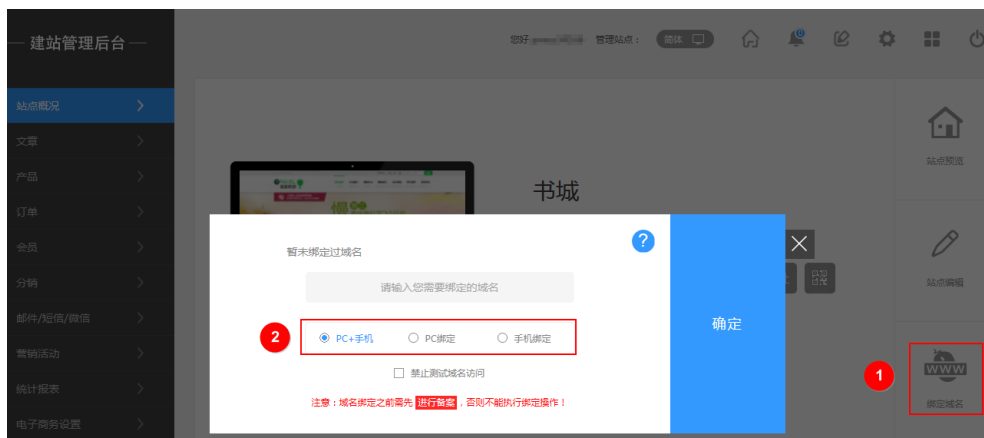 — 建站管理后台 —
您好
管理站点：
简体
站点概况
文章
产品
订单
会员
分销
邮件/短信/微信
营销活动
统计报表
电子商务设置
书城
站点预览
站点编辑
WWW
绑定域名
1
暂未绑定过域名
?
请输入您需要绑定的域名
2
PC+手机
PC绑定
手机绑定
禁止测试域名访问
注意：域名绑定之前需先 进行备案 ，否则不能执行绑定操作！
确定